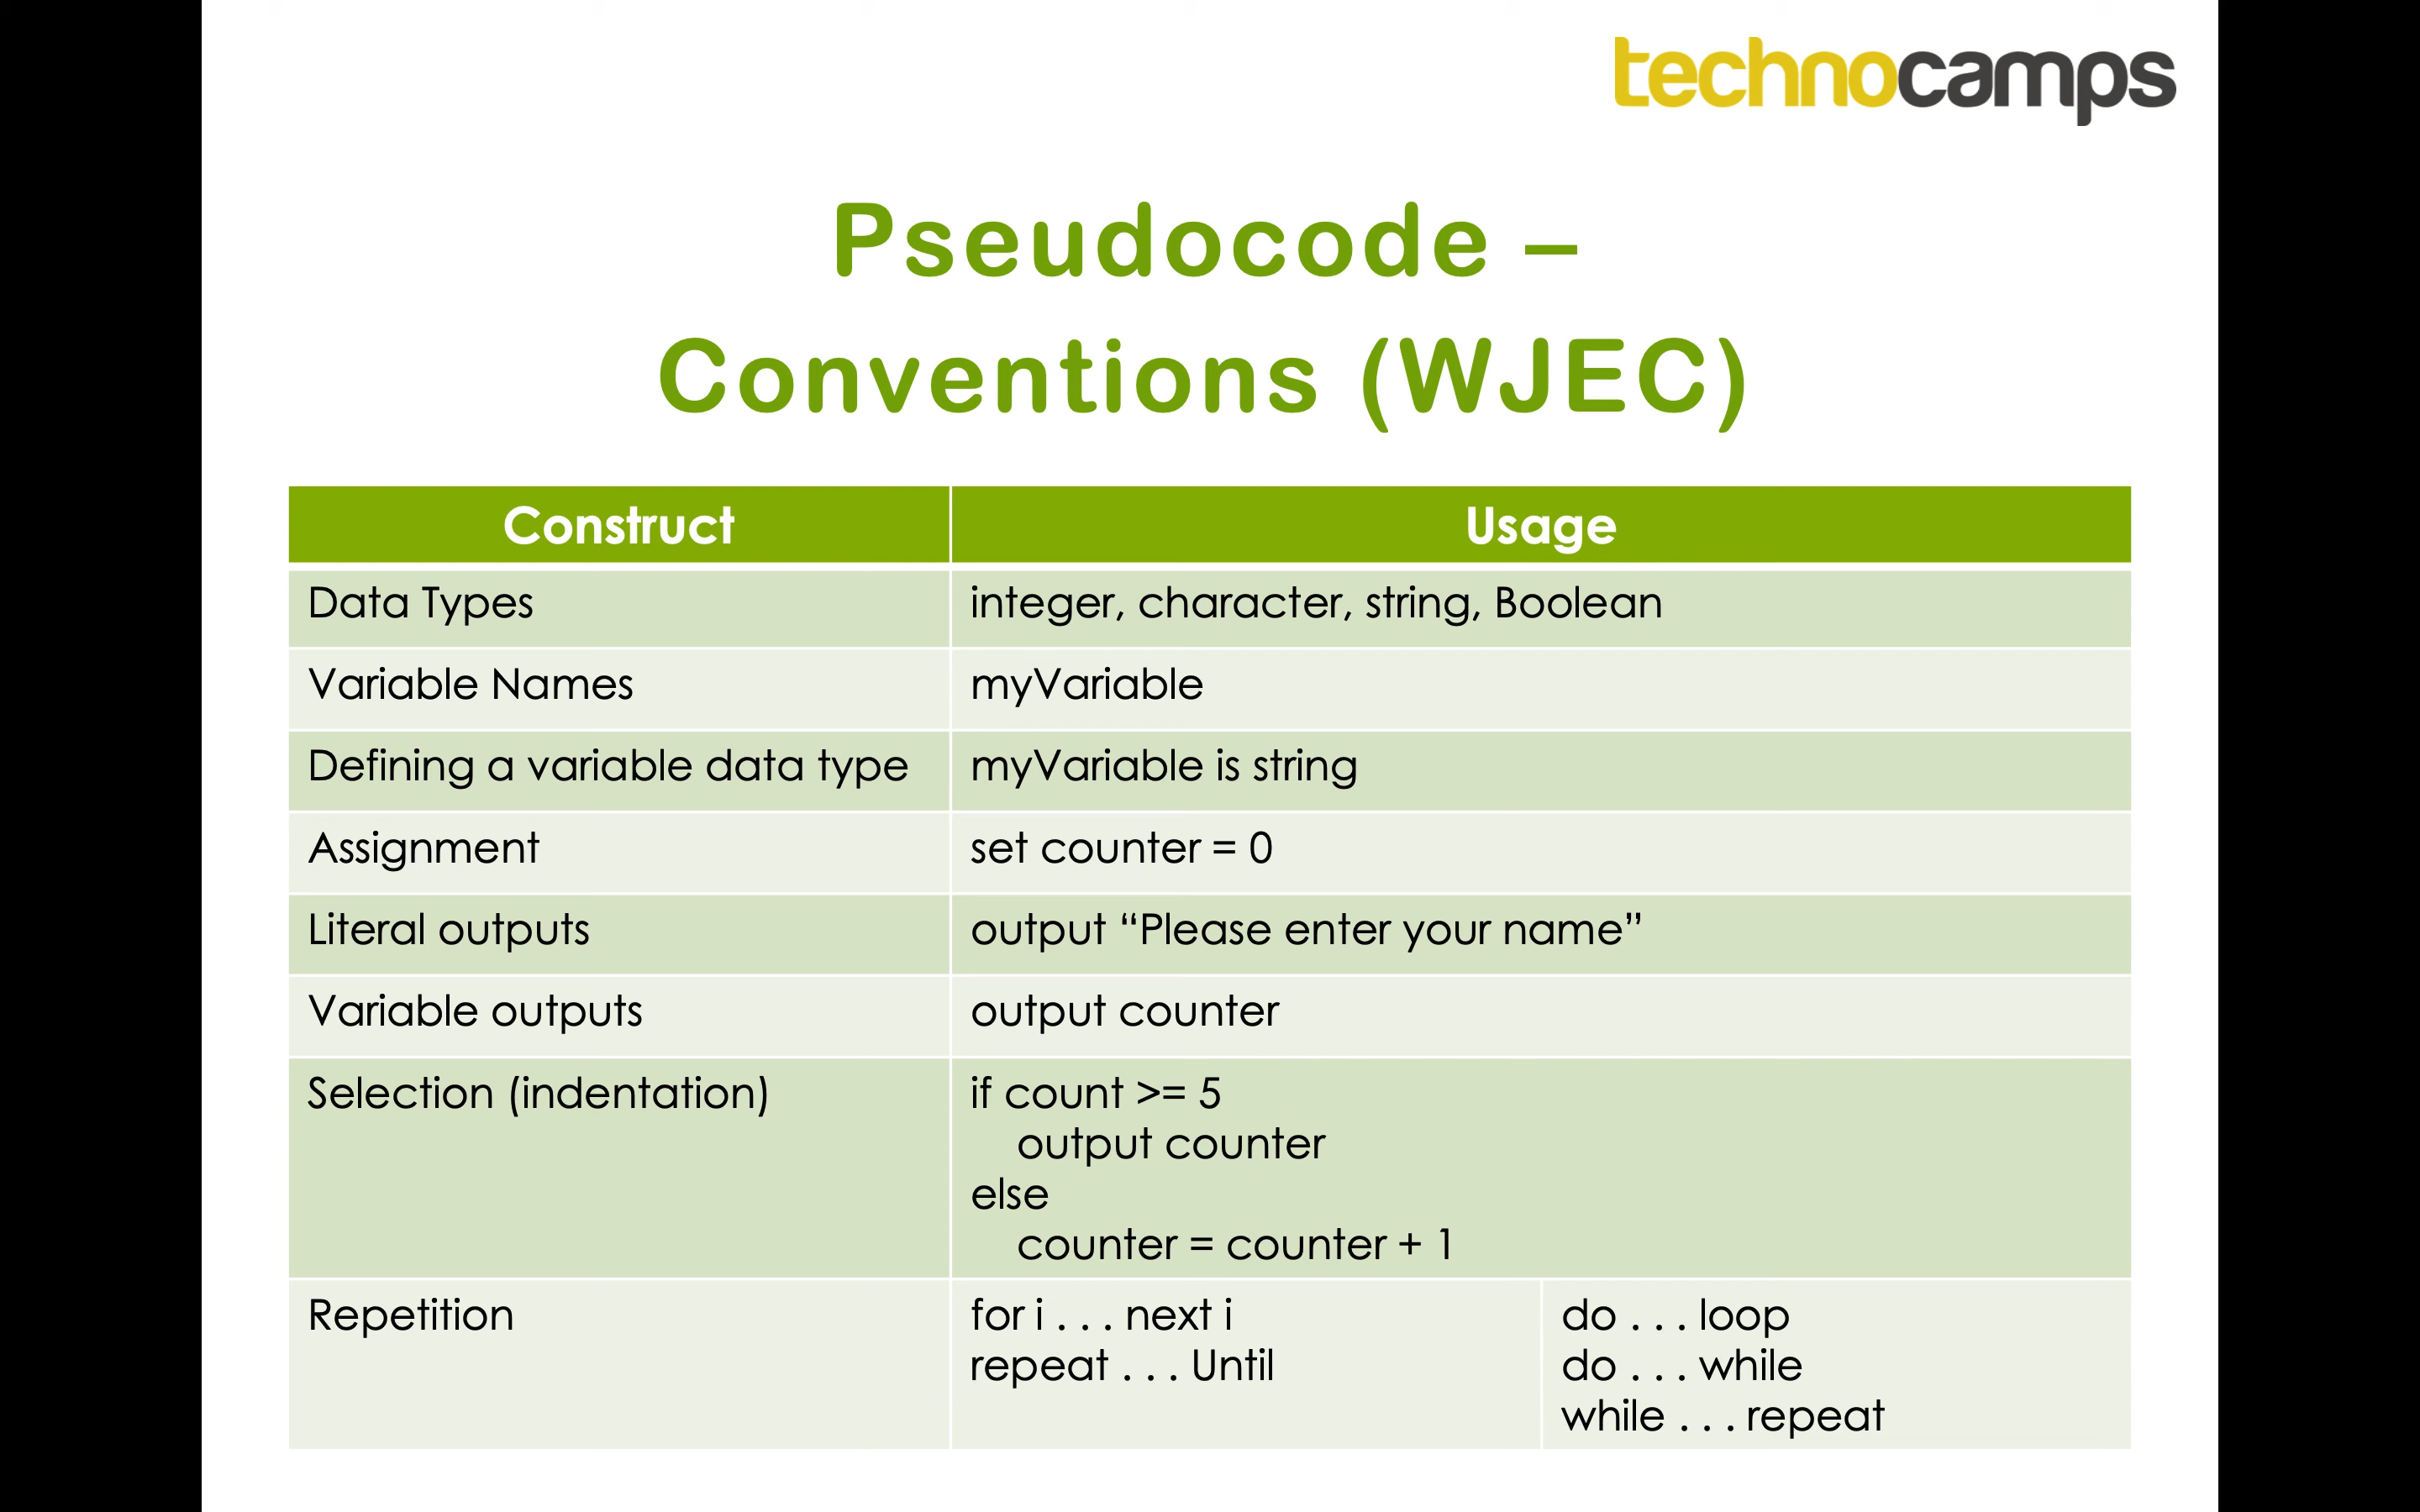 technocamps
Pseudocode –
Conventions (WJEC)
Construct
Usage
Data Types
integer, character, string, Boolean
Variable Names
myVariable
Defining a variable data type
myVariable is string
Assignment
set counter = 0
Literal outputs
output “Please enter your name”
Variable outputs
output counter
Selection (indentation)
if count >= 5
output counter
else
counter = counter + 1
Repetition
for i . . . next i
repeat . . . Until
do . . . loop
do . . . while
while . . . repeat